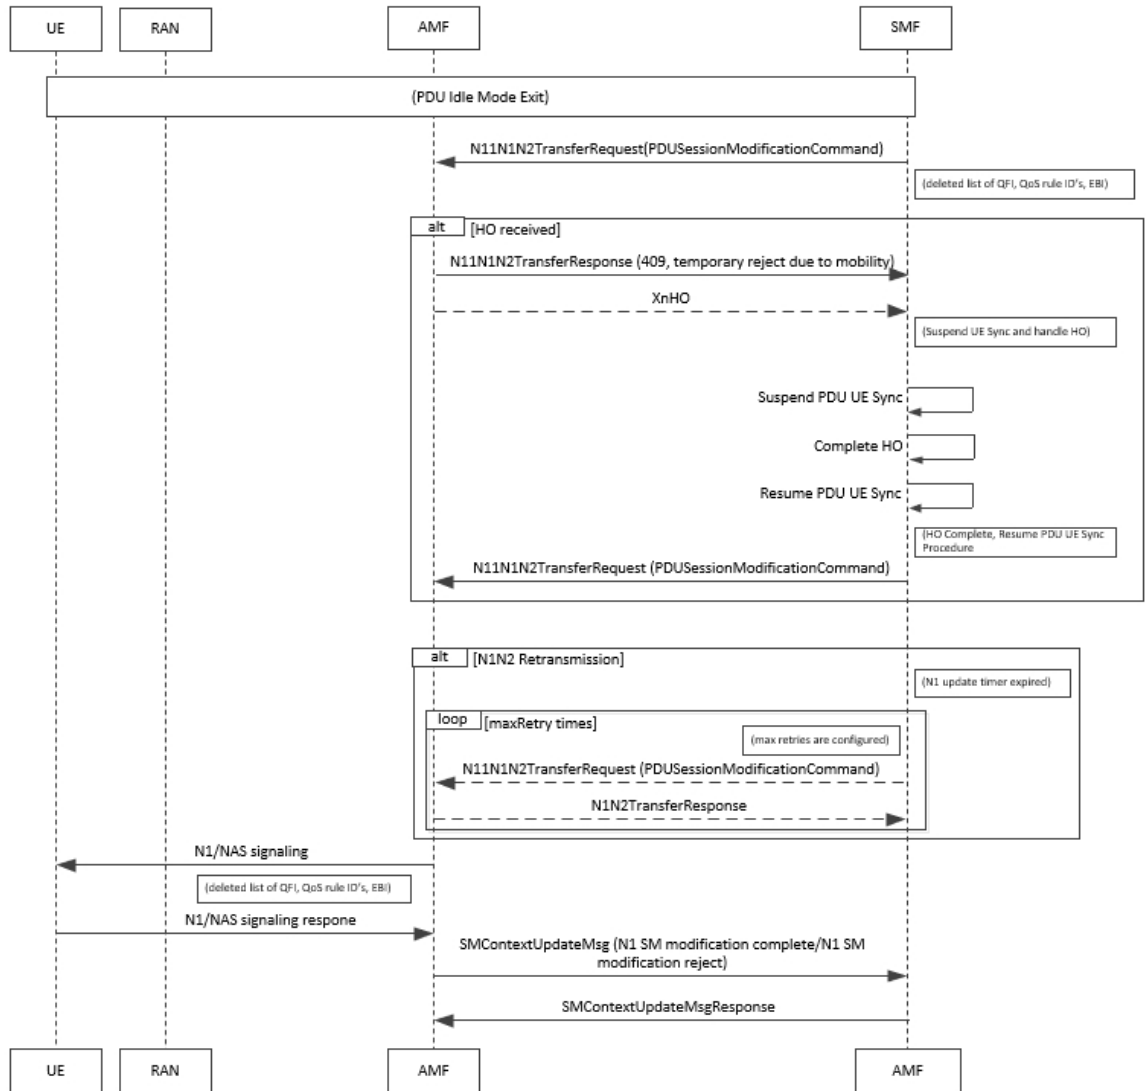 UE
RAN
AMF
SMF
(PDU Idle Mode Exit)
N11N1N2TransferRequest(PDUSessionModificationCommand)
(deleted list of QFI, QoS rule ID's, EBI)
alt
[HO received]
N11N1N2TransferResponse (409, temporary reject due to mobility)
XnHO
(Suspend UE Sync and handle HO)
Suspend PDU UE Sync
Complete HO
Resume PDU UE Sync
(HO Complete, Resume PDU UE Sync
Procedure
N11N1N2TransferRequest (PDUSessionModificationCommand)
alt
[N1N2 Retransmission]
(N1 update timer expired)
loop
[maxRetry times]
(max retries are configured)
N11N1N2TransferRequest (PDUSessionModificationCommand)
N1N2TransferResponse
N1/NAS signaling
(deleted list of QFI, QoS rule ID's, EBI)
N1/NAS signaling respone
SMContextUpdateMsg (N1 SM modification complete/N1 SM
modification reject)
SMContextUpdateMsgResponse
UE
RAN
AMF
AMF